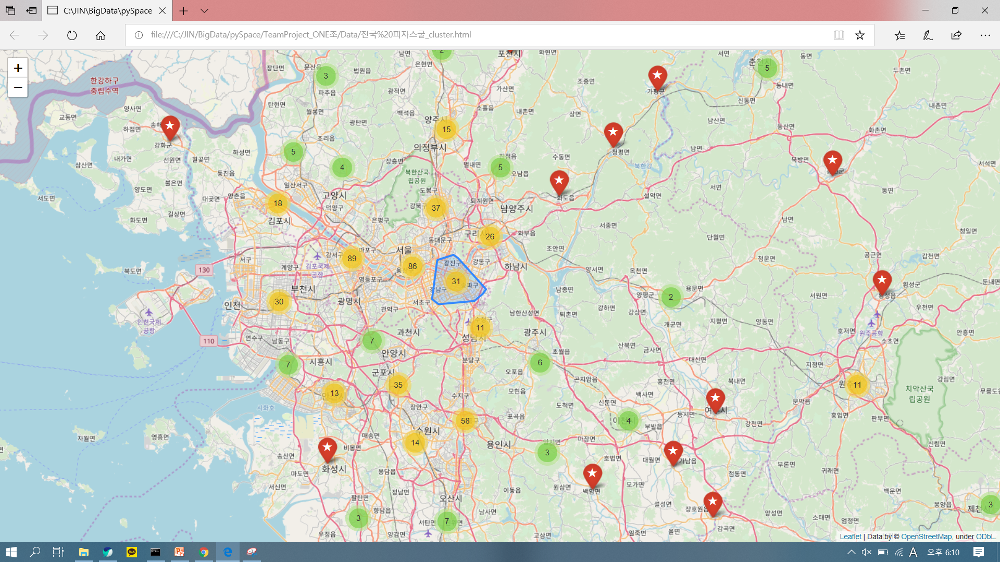 C:\JIN\BigData\pySpace
file:///C:/JIN/BigData/pySpace/TeamProject_ONE조/Data/전국%20피자스쿨_cluster.html
+
−
한강하구
중립수역
장단면
문산읍
법원읍
남면
은현면
2
포천시
화현면
서면
동면
춘천시
5
두촌면
3
파주읍
광적면
가산면
조종면
가평군
동내면
신동면
내촌면
탄현면
월롱면
백석읍
소흘읍
내촌면
상면
양사면
교동면
하점면
강화군
광탄면
양주시
15
남산면
동산면
화촌면
조리읍
의정부시
청평면
내가면
선원면
월곶면
하성면
5
4
장흥면
별내면
진접읍
5
오남읍
수동면
남면
북방면
서석면
삼산면
북한산국
립공원
북한강
통진읍
불은면
양도면
서도면
일산서구
도봉구
서면
동면
대곶면
양촌읍
고양시
퇴계원면
화도읍
설악면
18
덕양구
강북구
37
남양주시
길상면
화도면
김포시
은평구
서종면
남면
구리시
26
와부읍
청일면
동대문구
단월면
서울
조안면
서구
강서구
89
마포구
86
광진구
강동구
청운면
공근면
갑천면
130
북도면
계양구
김포국제
공항
하남시
양서면
옥천면
영등포구
31
강남구
남종면
용문면
횡성군
둔내면
부천시
인천
30
광명시
서초구
양평군
2
서원면
횡성읍
관악구
강하면
강상면
우천면
남한산성면
퇴촌면
지평면
양동면
인천국제
공항
11
개군면
호저면
원주공항
안흥면
110
연수구
남동구
과천시
성남시
광주시
소초면
7
산북면
금사면
안양시
초월읍
7
시흥시
분당구
6
대신면
지정면
군포시
오포읍
곤지암읍
흥천면
북내면
강림면
35
11
13
모현읍
백사면
치악산국
립공원
무릉도원
수지구
문막읍
시화호
장안구
도척면
신둔면
여주시
58
포곡읍
4
능서면
흥업면
판부면
수원시
부발읍
강천면
자월면
영흥면
매송면
마장면
14
비봉면
용인시
신림면
3
호법면
송산면
대월면
가남읍
부론면
화성시
귀래면
마도면
봉담읍
점동면
모가면
서신면
정남면
이동읍
원삼면
백암면
백운면
팔탄면
오산시
설성면
장호원읍
봉양읍
제천시
3
향남읍
남사면
앙성면
3
서탄면
7
소태면
엄정면
우정읍
양감면
고삼면
일죽면
율면
감곡면
Leaflet | Data by © OpenStreetMap, under ODbL.
TALK
A
오후 6:10